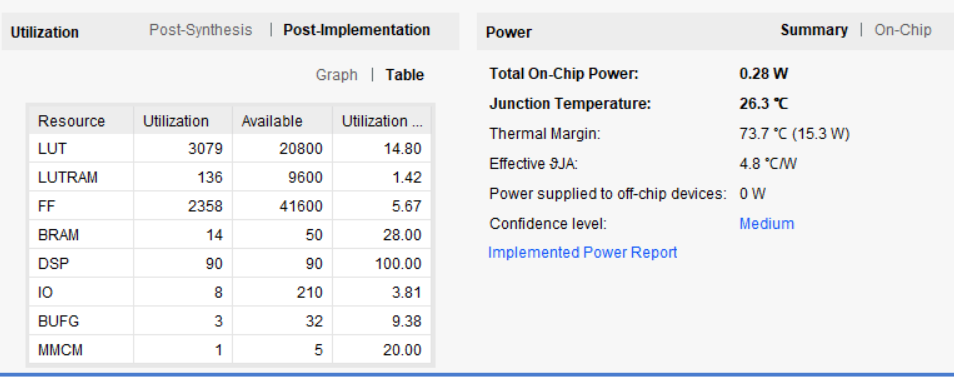 Utilization Post-Synthesis | Post-Implementation
Graph | Table
Resource Utilization Available Utilization ...
LUT 3079 20800 14.80
LUTRAM 136 9600 1.42
FF 2358 41600 5.67
BRAM 14 50 28.00
DSP 90 90 100.00
IO 8 210 3.81
BUFG 3 32 9.38
MMCM 1 5 20.00
Power Summary | On-Chip
Total On-Chip Power: 0.28 W
Junction Temperature: 26.3 °C
Thermal Margin: 73.7 °C (15.3 W)
Effective ϑJA: 4.8 °C/W
Power supplied to off-chip devices: 0 W
Confidence level: Medium
Implemented Power Report